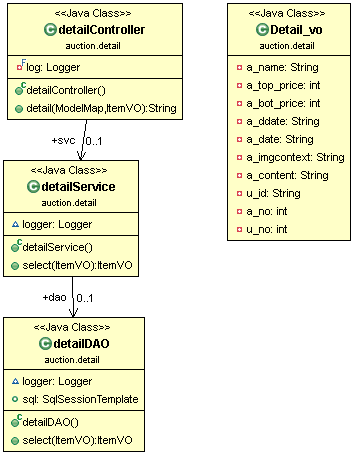 <<Java Class>>
detailController
auction.detail
log: Logger
detailController()
detail(ModelMap,ItemVO):String
+svc 0..1
<<Java Class>>
detailService
auction.detail
logger: Logger
detailService()
select(ItemVO):ItemVO
+dao 0..1
<<Java Class>>
detailDAO
auction.detail
logger: Logger
sql: SqlSessionTemplate
detailDAO()
select(ItemVO):ItemVO
<<Java Class>>
Detail_vo
auction.detail
a_name: String
a_top_price: int
a_bot_price: int
a_ddate: String
a_date: String
a_imgcontext: String
a_content: String
u_id: String
a_no: int
u_no: int